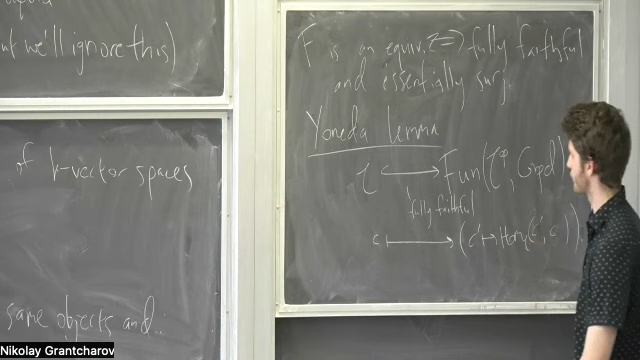 but we'll ignore this)
of k-vector spaces
same objects and...
F is an equiv. <=> fully faithful
and essentially surj.
Yoneda lemma
C ⟶ Fun(C^op, Grpd)
fully faithful
c ⟼ (c' ↦ Hom_C(c', c))
Nikolay Grantcharov